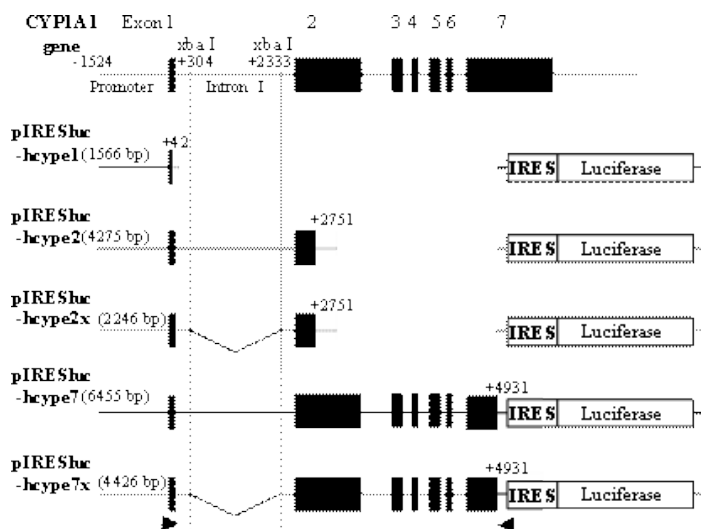 CYP1A1 Exon 1 2 3 4 5 6 7
gene
xba I xba I
-1524 +304 +2333
Promoter Intron I
pIRESluc
-hcype1 (1566 bp) +42
IRES Luciferase
pIRESluc
-hcype2 (4275 bp) +2751
IRES Luciferase
pIRESluc
-hcype2x (2246 bp) +2751
IRES Luciferase
pIRESluc
-hcype7 (6455 bp) +4931
IRES Luciferase
pIRESluc
-hcype7x (4426 bp) +4931
IRES Luciferase